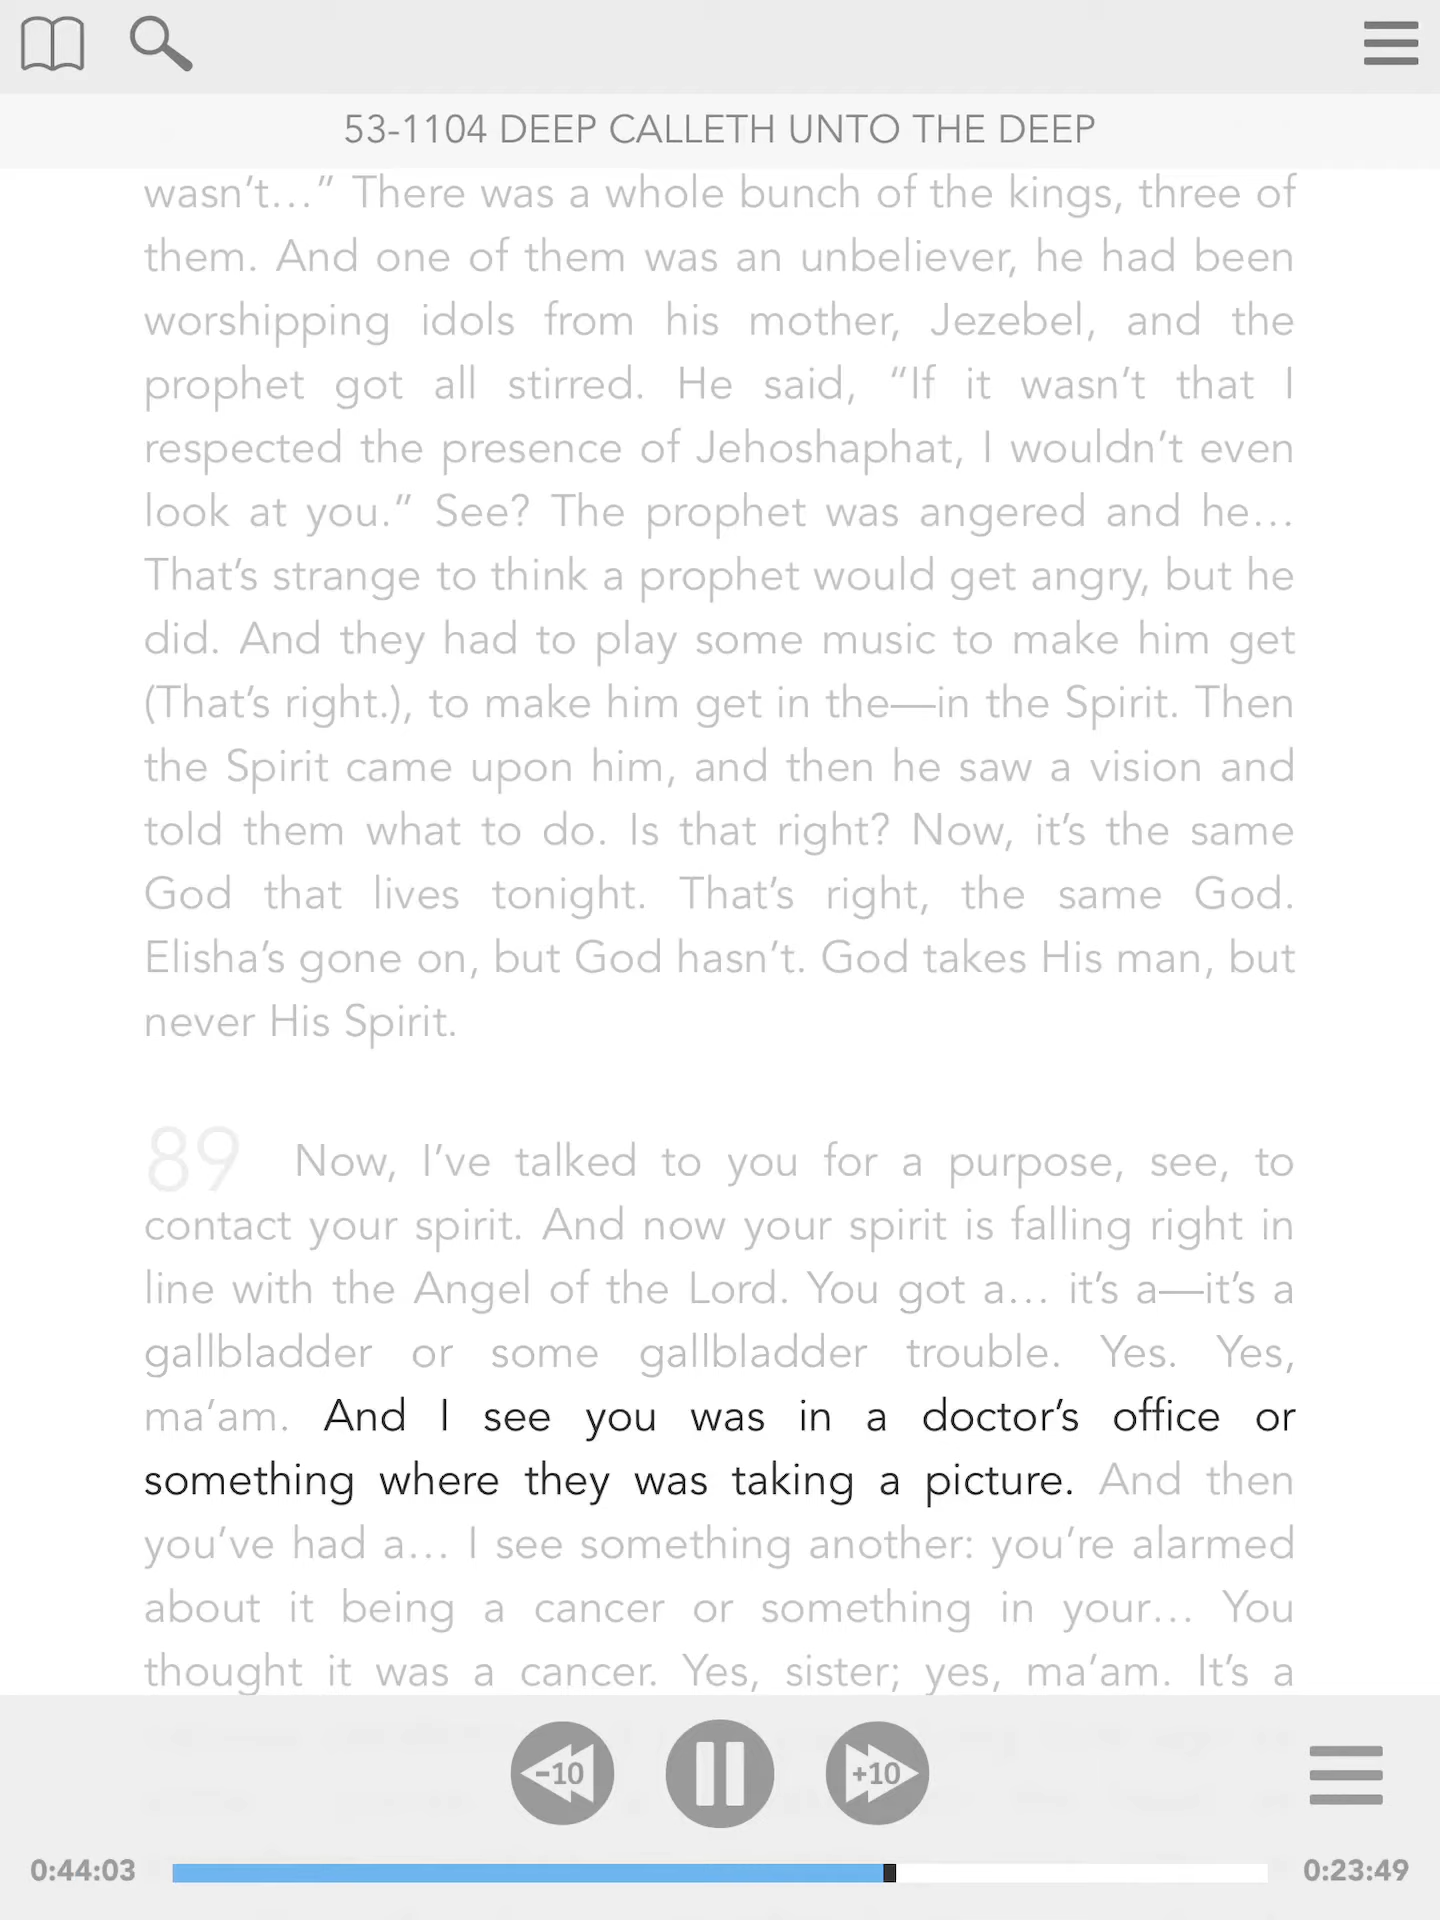 53-1104 DEEP CALLETH UNTO THE DEEP
wasn’t…” There was a whole bunch of the kings, three of
them. And one of them was an unbeliever, he had been
worshipping idols from his mother, Jezebel, and the
prophet got all stirred. He said, “If it wasn’t that I
respected the presence of Jehoshaphat, I wouldn’t even
look at you.” See? The prophet was angered and he…
That’s strange to think a prophet would get angry, but he
did. And they had to play some music to make him get
(That’s right.), to make him get in the—in the Spirit. Then
the Spirit came upon him, and then he saw a vision and
told them what to do. Is that right? Now, it’s the same
God that lives tonight. That’s right, the same God.
Elisha’s gone on, but God hasn’t. God takes His man, but
never His Spirit.
89 Now, I’ve talked to you for a purpose, see, to
contact your spirit. And now your spirit is falling right in
line with the Angel of the Lord. You got a… it’s a—it’s a
gallbladder or some gallbladder trouble. Yes. Yes,
ma’am. And I see you was in a doctor’s office or
something where they was taking a picture. And then
you’ve had a… I see something another: you’re alarmed
about it being a cancer or something in your… You
thought it was a cancer. Yes, sister; yes, ma’am. It’s a
-10 +10
0:44:03 0:23:49